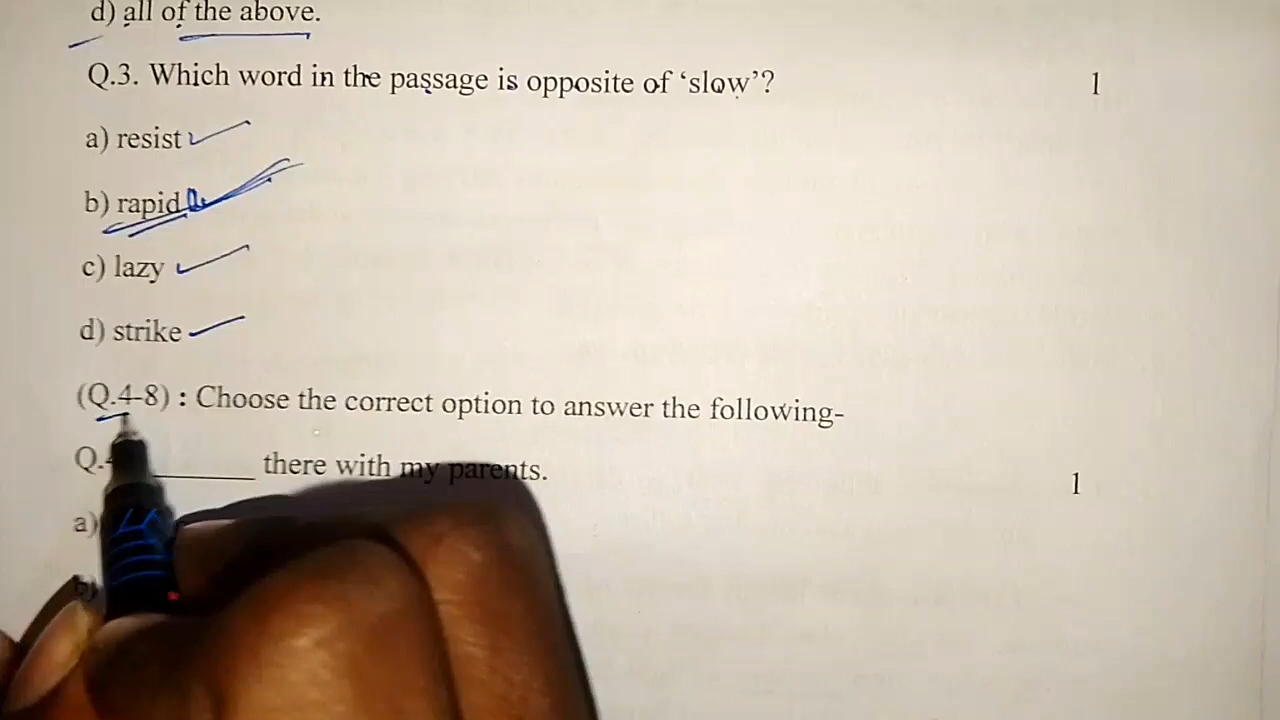 d) all of the above.
Q.3. Which word in the passage is opposite of ‘slow’? 1
a) resist
b) rapid
c) lazy
d) strike
(Q.4-8) : Choose the correct option to answer the following-
Q. ______ there with my parents. 1
a)
b)